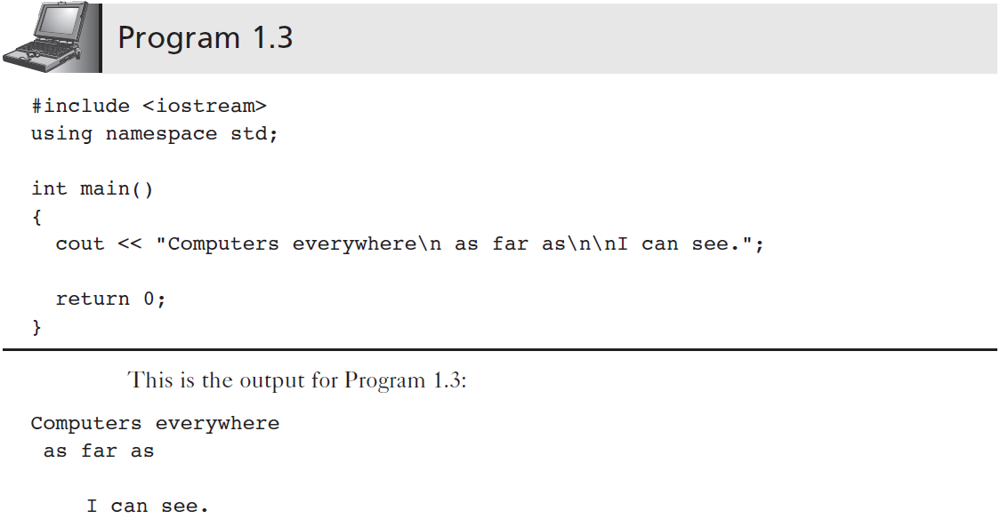 Program 1.3
#include <iostream>
using namespace std;
int main()
{
cout << "Computers everywhere\n as far as\n\nI can see.";
return 0;
}
This is the output for Program 1.3:
Computers everywhere
as far as
I can see.